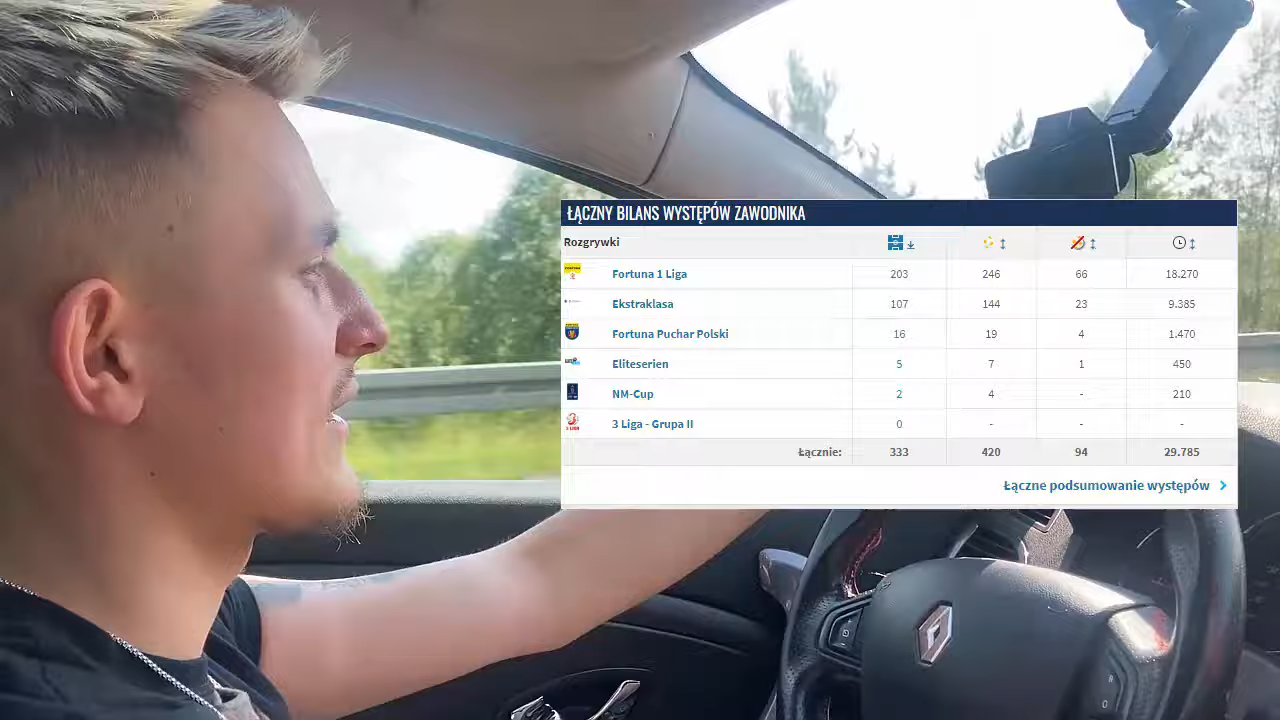 ŁĄCZNY BILANS WYSTĘPÓW ZAWODNIKA
Rozgrywki
Fortuna 1 Liga 203 246 66 18.270
Ekstraklasa 107 144 23 9.385
Fortuna Puchar Polski 16 19 4 1.470
Eliteserien 5 7 1 450
NM-Cup 2 4 - 210
3 Liga - Grupa II 0 - - -
Łącznie: 333 420 94 29.785
Łączne podsumowanie występów